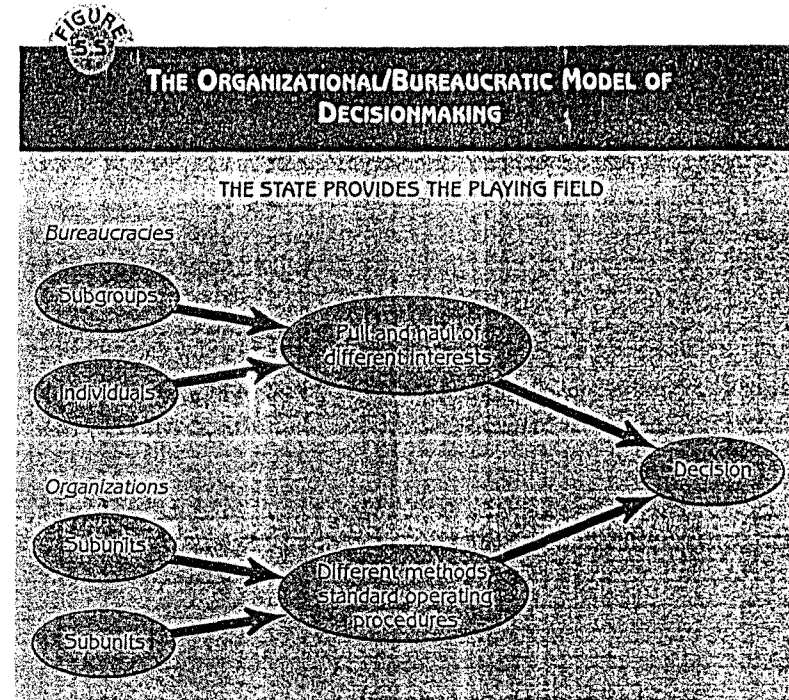 FIGURE
5.5
THE ORGANIZATIONAL/BUREAUCRATIC MODEL OF
DECISIONMAKING
THE STATE PROVIDES THE PLAYING FIELD
Bureaucracies
Subgroups
Pull and haul of
different interests
Individuals
Decision
Organizations
Subunits
Different methods,
standard operating
procedures
Subunits